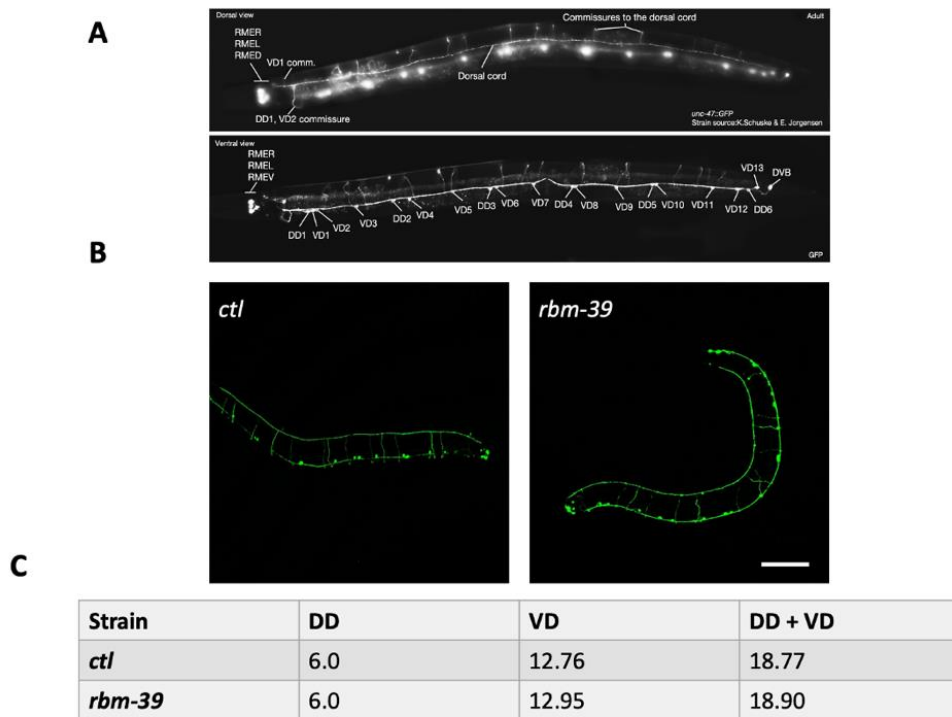 A
Dorsal view
Commissures to the dorsal cord
Adult
RMER
RMEL
RMED
VD1 comm.
Dorsal cord
DD1, VD2 commissure
unc-47::GFP
Strain source:K.Schuske & E. Jorgensen
Ventral view
RMER
RMEL
RMEV
VD13
DVB
DD1
VD1
VD2
VD3
DD2
VD4
VD5
DD3
VD6
VD7
DD4
VD8
VD9
DD5
VD10
VD11
VD12
DD6
GFP
B
ctl
rbm-39
C
Strain DD VD DD + VD
ctl 6.0 12.76 18.77
rbm-39 6.0 12.95 18.90